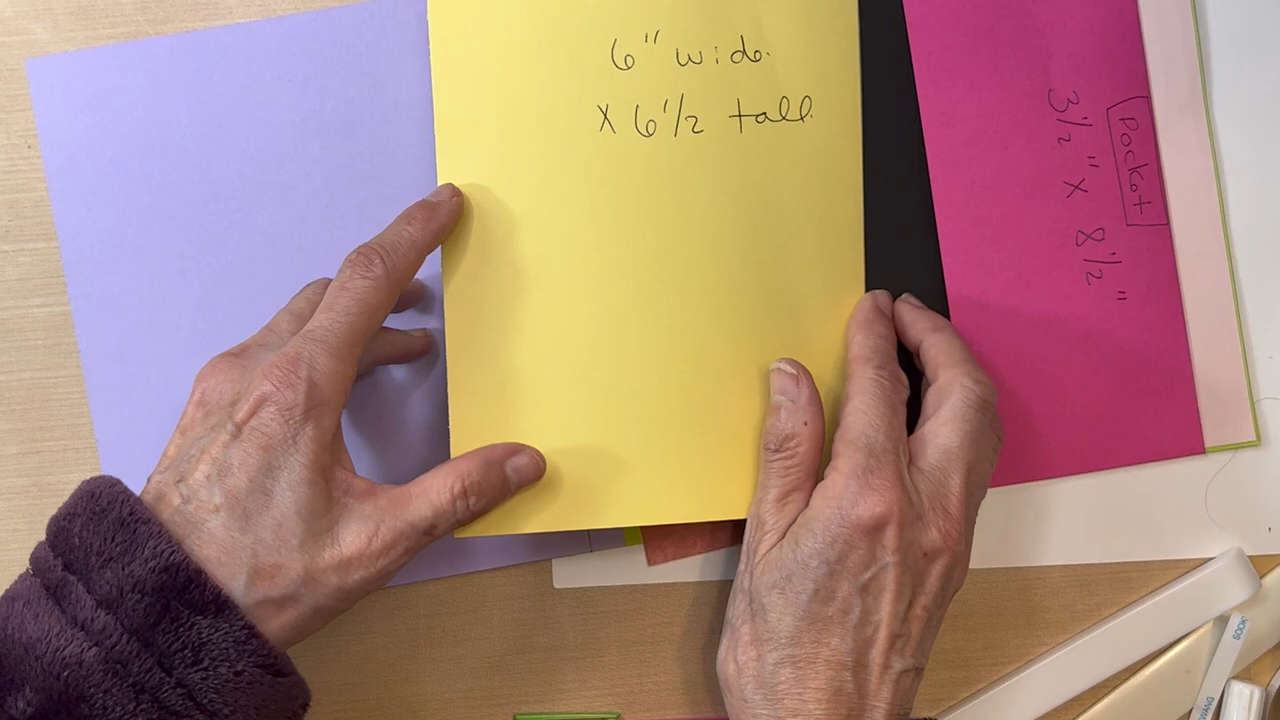 6" wide
x 6 1/2 tall
Pocket
3 1/2" x 8 1/2"